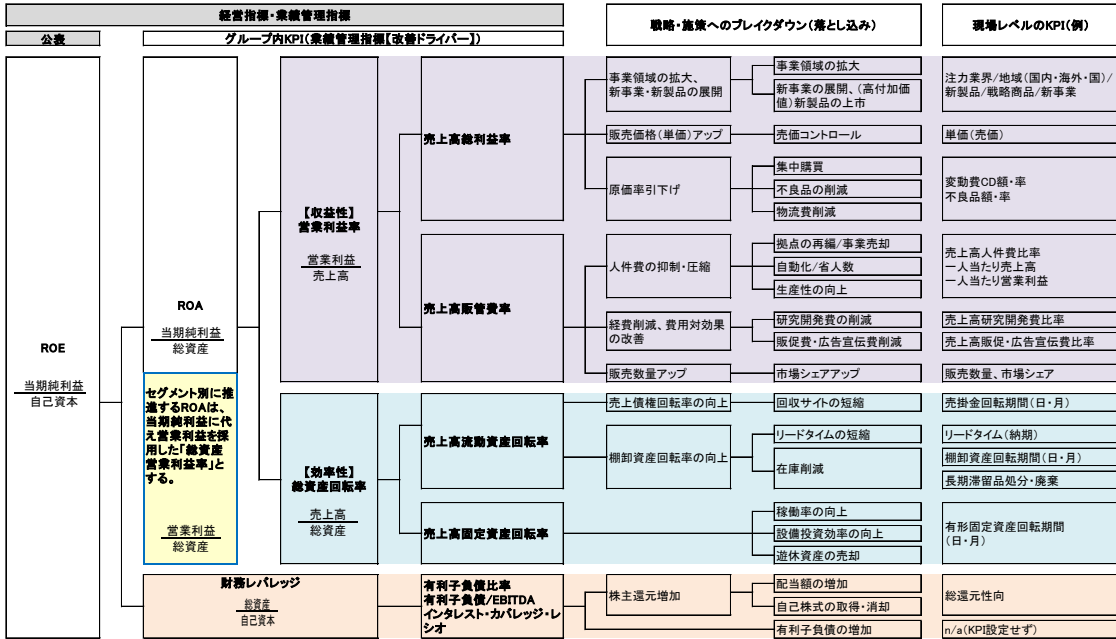 経営指標・業績管理指標
戦略・施策へのブレイクダウン(落とし込み)
現場レベルのKPI(例)
公表
グループ内KPI(業績管理指標【改善ドライバー】)
ROE
当期純利益
自己資本
ROA
当期純利益
総資産
セグメント別に推
進するROAは、
当期純利益に代
え営業利益を採
用した「総資産
営業利益率」と
する。
営業利益
総資産
【収益性】
営業利益率
営業利益
売上高
売上高総利益率
事業領域の拡大、
新事業・新製品の展開
事業領域の拡大
新事業の展開、(高付加価
値)新製品の上市
注力業界/地域(国内・海外・国)/
新製品/戦略商品/新事業
販売価格(単価)アップ
売価コントロール
単価(売価)
原価率引下げ
集中購買
不良品の削減
物流費削減
変動費CD額・率
不良品額・率
売上高販管費率
人件費の抑制・圧縮
拠点の再編/事業売却
自動化/省人数
生産性の向上
売上高人件費比率
一人当たり売上高
一人当たり営業利益
経費削減、費用対効果
の改善
研究開発費の削減
販促費・広告宣伝費削減
売上高研究開発費比率
売上高販促・広告宣伝費比率
販売数量アップ
市場シェアアップ
販売数量、市場シェア
【効率性】
総資産回転率
売上高
総資産
売上高流動資産回転率
売上債権回転率の向上
回収サイトの短縮
売掛金回転期間(日・月)
棚卸資産回転率の向上
リードタイムの短縮
在庫削減
リードタイム(納期)
棚卸資産回転期間(日・月)
長期滞留品処分・廃棄
売上高固定資産回転率
稼働率の向上
設備投資効率の向上
遊休資産の売却
有形固定資産回転期間
(日・月)
財務レバレッジ
総資産
自己資本
有利子負債比率
有利子負債/EBITDA
インタレスト・カバレッジ・レ
シオ
株主還元増加
配当額の増加
自己株式の取得・消却
総還元性向
有利子負債の増加
n/a(KPI設定せず)